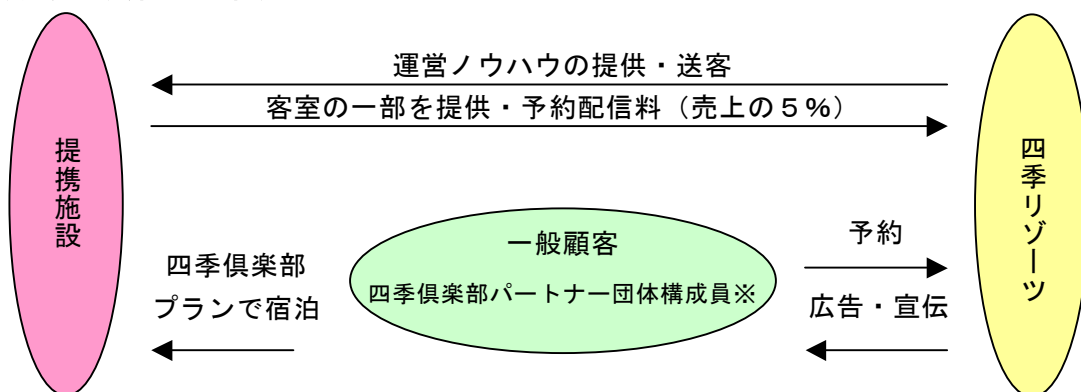 運営ノウハウの提供・送客
客室の一部を提供・予約配信料（売上の５％）
提携施設
四季リゾーツ
一般顧客
四季倶楽部パートナー団体構成員※
四季倶楽部
プランで宿泊
予約
広告・宣伝